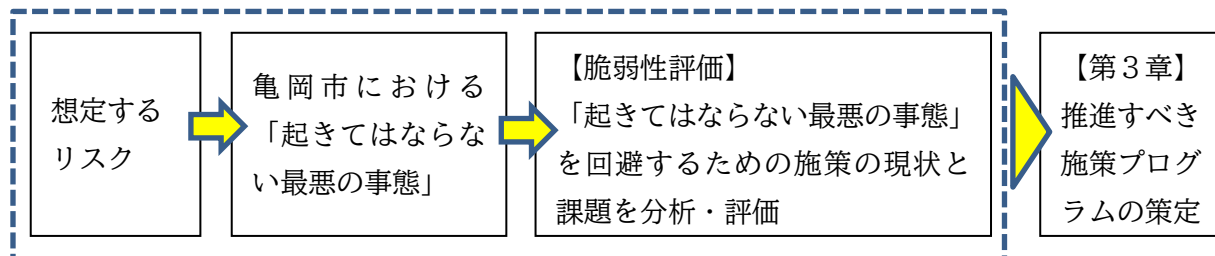 想定する
リスク
亀岡市における
「起きてはならな
い最悪の事態」
【脆弱性評価】
「起きてはならない最悪の事態」
を回避するための施策の現状と
課題を分析・評価
【第３章】
推進すべき
施策プログ
ラムの策定